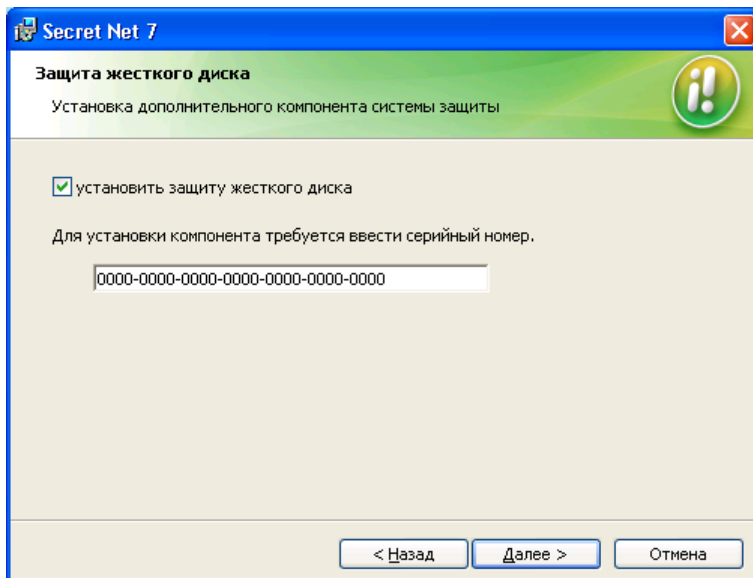 Secret Net 7
Защита жесткого диска
Установка дополнительного компонента системы защиты
установить защиту жесткого диска
Для установки компонента требуется ввести серийный номер.
0000-0000-0000-0000-0000-0000-0000
< Назад
Далее >
Отмена